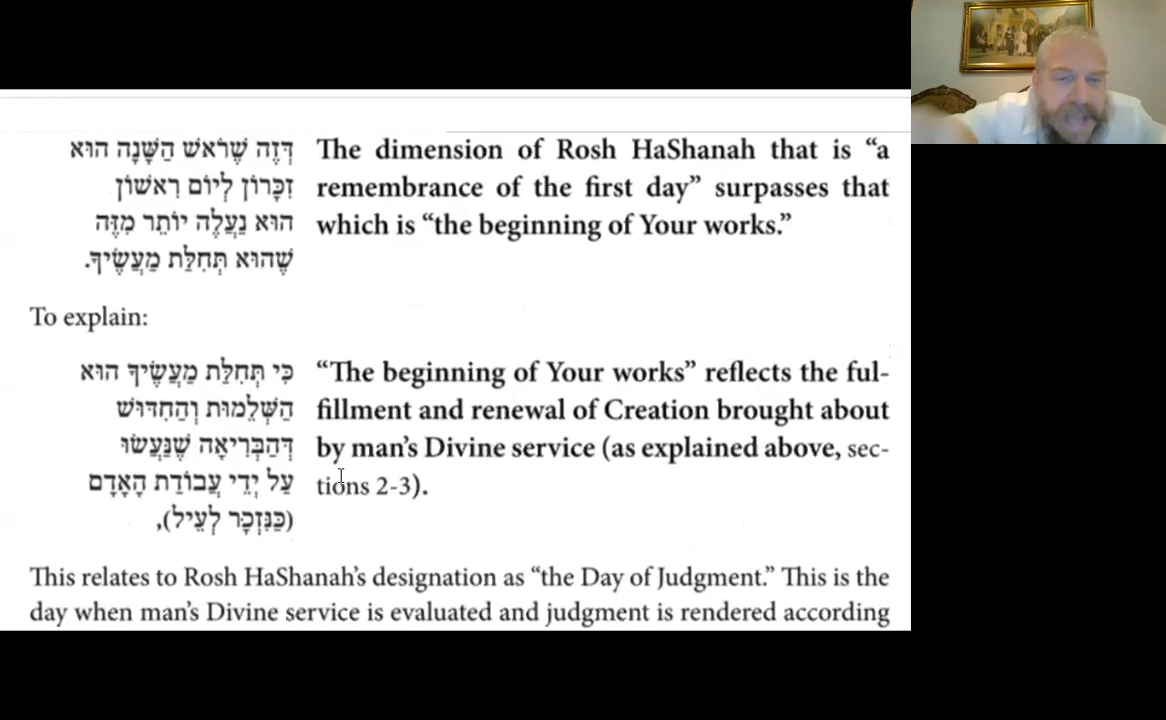 דְּזֶה שֶׁרֹאשׁ הַשָּׁנָה הוּא
זִכָּרוֹן לְיוֹם רִאשׁוֹן
הוּא נַעֲלֶה יוֹתֵר מִזֶּה
שֶׁהוּא תְּחִלַּת מַעֲשֶׂיךָ.
The dimension of Rosh HaShanah that is “a
remembrance of the first day” surpasses that
which is “the beginning of Your works.”
To explain:
כִּי תְּחִלַּת מַעֲשֶׂיךָ הוּא
הַשְּׁלֵמוּת וְהַחִדּוּשׁ
דְּהַבְּרִיאָה שֶׁנַּעֲשׂוּ
עַל יְדֵי עֲבוֹדַת הָאָדָם
(כַּנִּזְכָּר לְעֵיל),
“The beginning of Your works” reflects the ful-
fillment and renewal of Creation brought about
by man’s Divine service (as explained above, sec-
tions 2-3).
This relates to Rosh HaShanah’s designation as “the Day of Judgment.” This is the
day when man’s Divine service is evaluated and judgment is rendered according